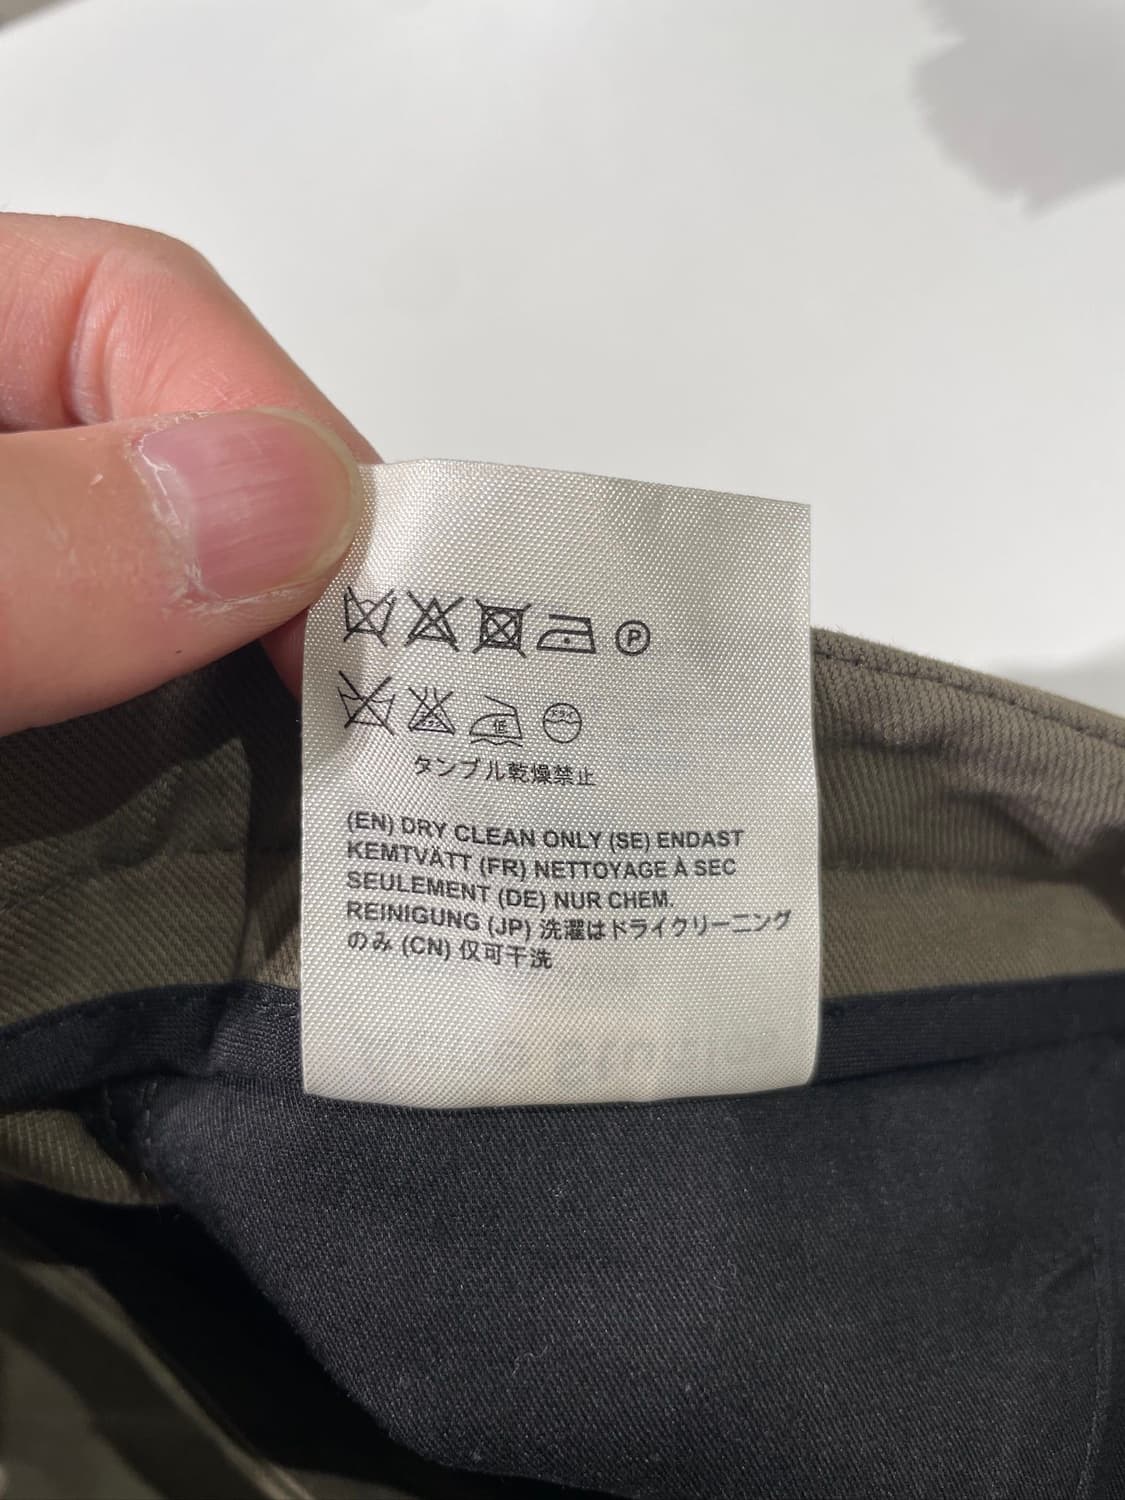 P
低
タンブル乾燥禁止
(EN) DRY CLEAN ONLY (SE) ENDAST
KEMTVÄTT (FR) NETTOYAGE À SEC
SEULEMENT (DE) NUR CHEM.
REINIGUNG (JP) 洗濯はドライクリーニング
のみ (CN) 仅可干洗